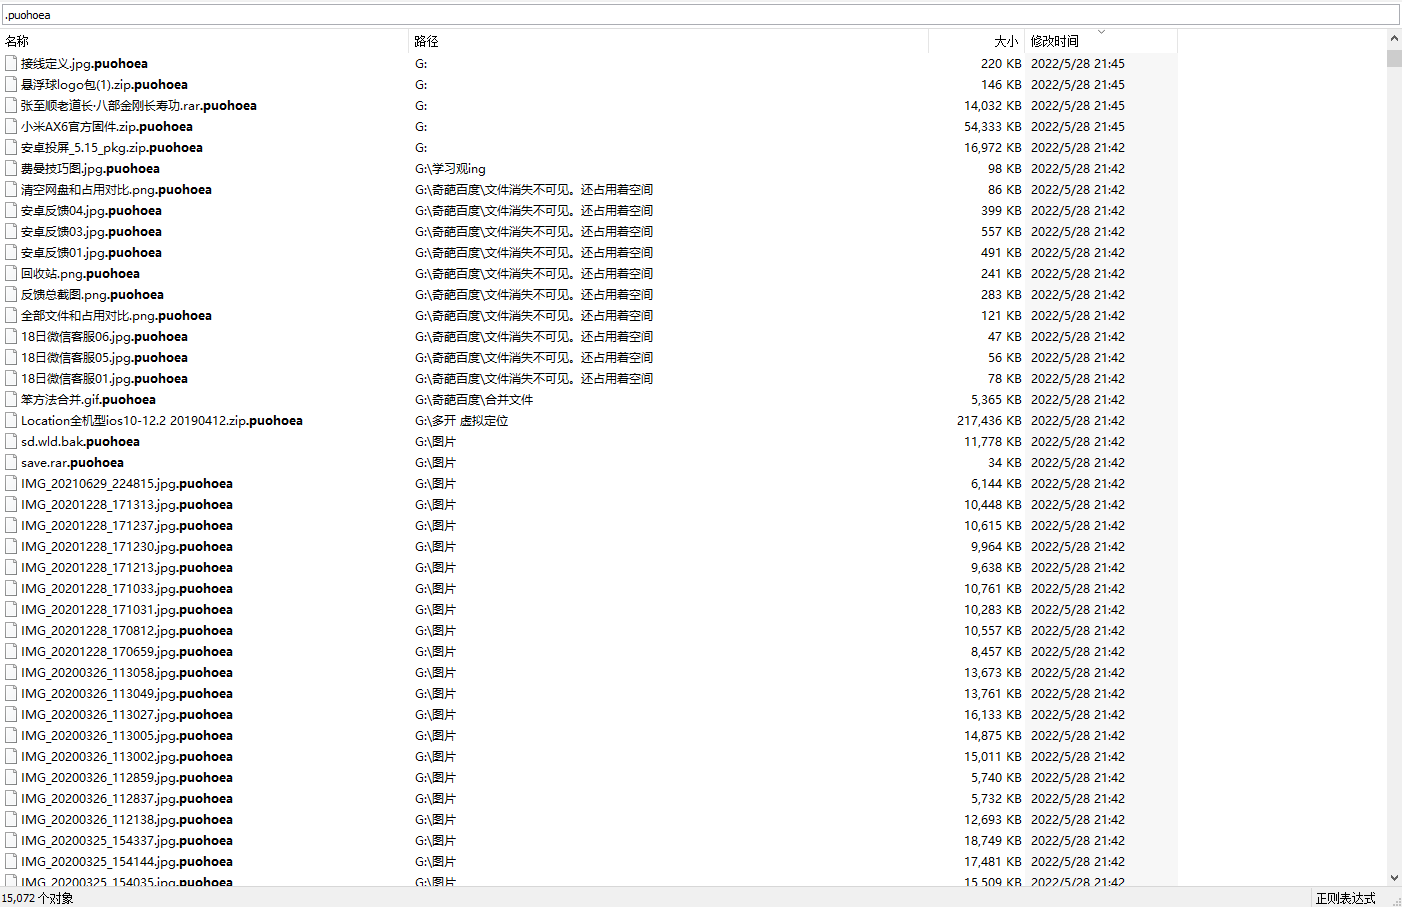 .puohoea
名称 路径 大小 修改时间
接线定义.jpg.puohoea G: 220 KB 2022/5/28 21:45
悬浮球logo包(1).zip.puohoea G: 146 KB 2022/5/28 21:45
张至顺老道长·八部金刚长寿功.rar.puohoea G: 14,032 KB 2022/5/28 21:45
小米AX6官方固件.zip.puohoea G: 54,333 KB 2022/5/28 21:45
安卓投屏_5.15_pkg.zip.puohoea G: 16,972 KB 2022/5/28 21:42
费曼技巧图.jpg.puohoea G:\学习观ing 98 KB 2022/5/28 21:42
清空网盘和占用对比.png.puohoea G:\奇葩百度\文件消失不可见。还占用着空间 86 KB 2022/5/28 21:42
安卓反馈04.jpg.puohoea G:\奇葩百度\文件消失不可见。还占用着空间 399 KB 2022/5/28 21:42
安卓反馈03.jpg.puohoea G:\奇葩百度\文件消失不可见。还占用着空间 557 KB 2022/5/28 21:42
安卓反馈01.jpg.puohoea G:\奇葩百度\文件消失不可见。还占用着空间 491 KB 2022/5/28 21:42
回收站.png.puohoea G:\奇葩百度\文件消失不可见。还占用着空间 241 KB 2022/5/28 21:42
反馈总截图.png.puohoea G:\奇葩百度\文件消失不可见。还占用着空间 283 KB 2022/5/28 21:42
全部文件和占用对比.png.puohoea G:\奇葩百度\文件消失不可见。还占用着空间 121 KB 2022/5/28 21:42
18日微信客服06.jpg.puohoea G:\奇葩百度\文件消失不可见。还占用着空间 47 KB 2022/5/28 21:42
18日微信客服05.jpg.puohoea G:\奇葩百度\文件消失不可见。还占用着空间 56 KB 2022/5/28 21:42
18日微信客服01.jpg.puohoea G:\奇葩百度\文件消失不可见。还占用着空间 78 KB 2022/5/28 21:42
笨方法合并.gif.puohoea G:\奇葩百度\合并文件 5,365 KB 2022/5/28 21:42
Location全机型ios10-12.2 20190412.zip.puohoea G:\多开 虚拟定位 217,436 KB 2022/5/28 21:42
sd.wld.bak.puohoea G:\图片 11,778 KB 2022/5/28 21:42
save.rar.puohoea G:\图片 34 KB 2022/5/28 21:42
IMG_20210629_224815.jpg.puohoea G:\图片 6,144 KB 2022/5/28 21:42
IMG_20201228_171313.jpg.puohoea G:\图片 10,448 KB 2022/5/28 21:42
IMG_20201228_171237.jpg.puohoea G:\图片 10,615 KB 2022/5/28 21:42
IMG_20201228_171230.jpg.puohoea G:\图片 9,964 KB 2022/5/28 21:42
IMG_20201228_171213.jpg.puohoea G:\图片 9,638 KB 2022/5/28 21:42
IMG_20201228_171033.jpg.puohoea G:\图片 10,761 KB 2022/5/28 21:42
IMG_20201228_171031.jpg.puohoea G:\图片 10,283 KB 2022/5/28 21:42
IMG_20201228_170812.jpg.puohoea G:\图片 10,557 KB 2022/5/28 21:42
IMG_20201228_170659.jpg.puohoea G:\图片 8,457 KB 2022/5/28 21:42
IMG_20200326_113058.jpg.puohoea G:\图片 13,673 KB 2022/5/28 21:42
IMG_20200326_113049.jpg.puohoea G:\图片 13,761 KB 2022/5/28 21:42
IMG_20200326_113027.jpg.puohoea G:\图片 16,133 KB 2022/5/28 21:42
IMG_20200326_113005.jpg.puohoea G:\图片 14,875 KB 2022/5/28 21:42
IMG_20200326_113002.jpg.puohoea G:\图片 15,011 KB 2022/5/28 21:42
IMG_20200326_112859.jpg.puohoea G:\图片 5,740 KB 2022/5/28 21:42
IMG_20200326_112837.jpg.puohoea G:\图片 5,732 KB 2022/5/28 21:42
IMG_20200326_112138.jpg.puohoea G:\图片 12,693 KB 2022/5/28 21:42
IMG_20200325_154337.jpg.puohoea G:\图片 18,749 KB 2022/5/28 21:42
IMG_20200325_154144.jpg.puohoea G:\图片 17,481 KB 2022/5/28 21:42
IMG_20200325_154035.jpg.puohoea G:\图片 15,509 KB 2022/5/28 21:42
15,072 个对象 正则表达式